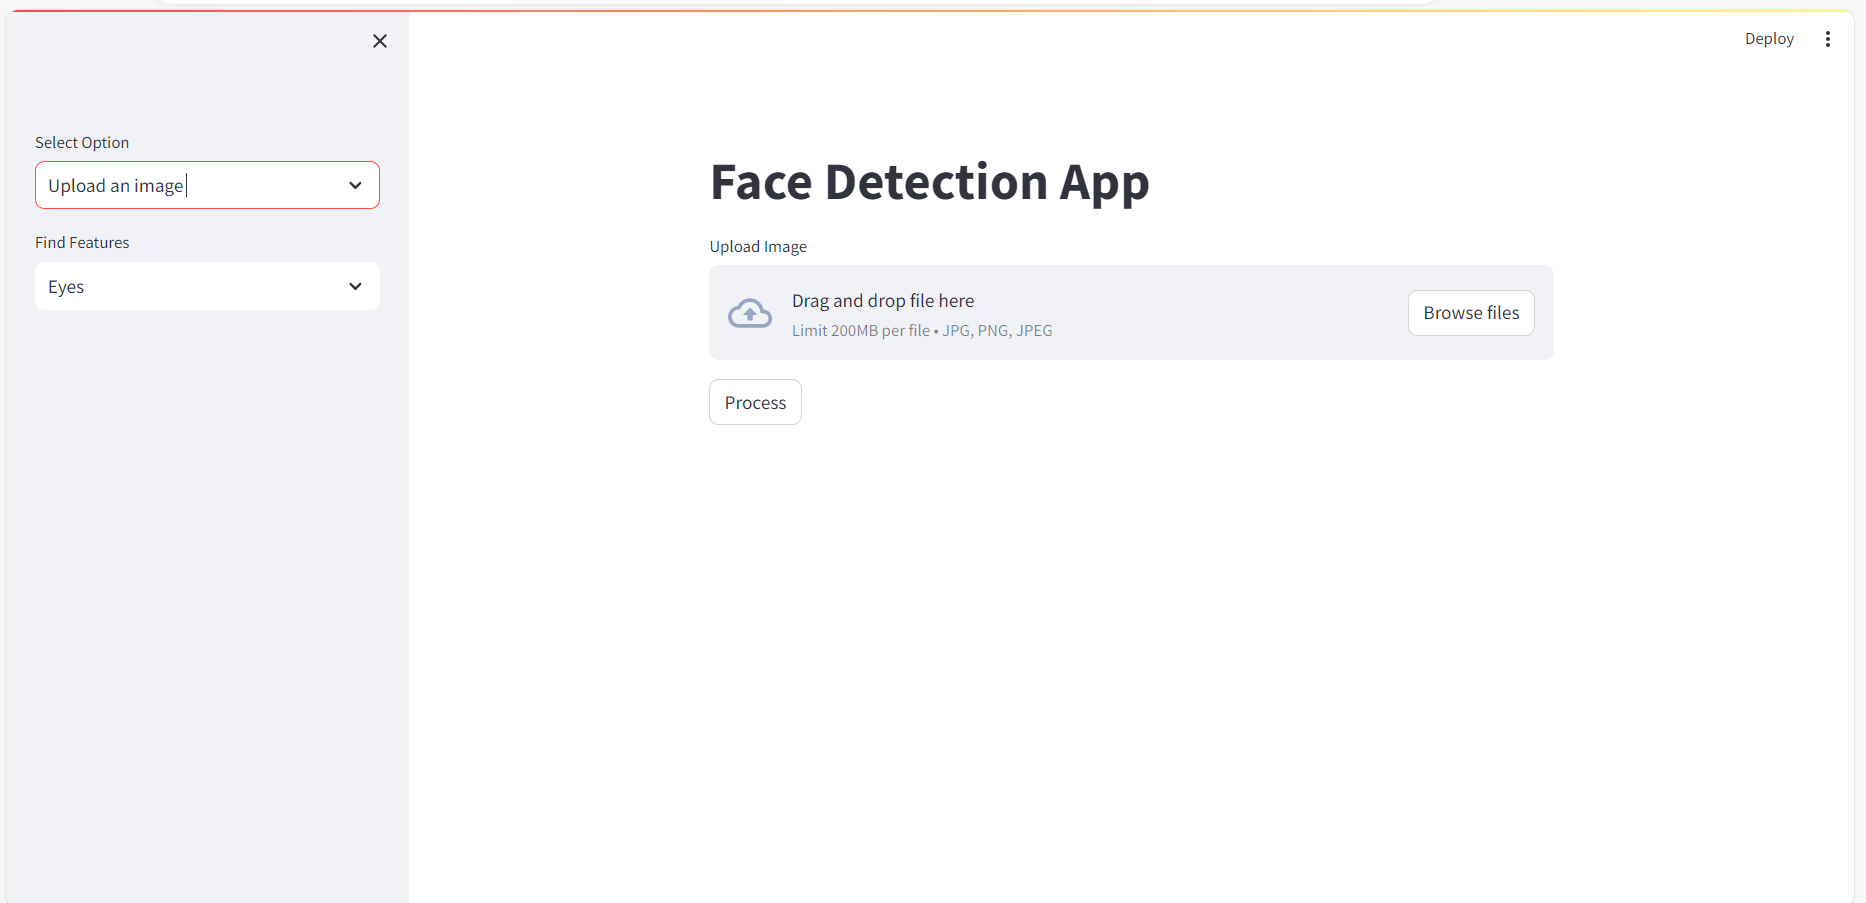 Deploy
Select Option
Upload an image
Find Features
Eyes
Face Detection App
Upload Image
Drag and drop file here
Limit 200MB per file • JPG, PNG, JPEG
Browse files
Process